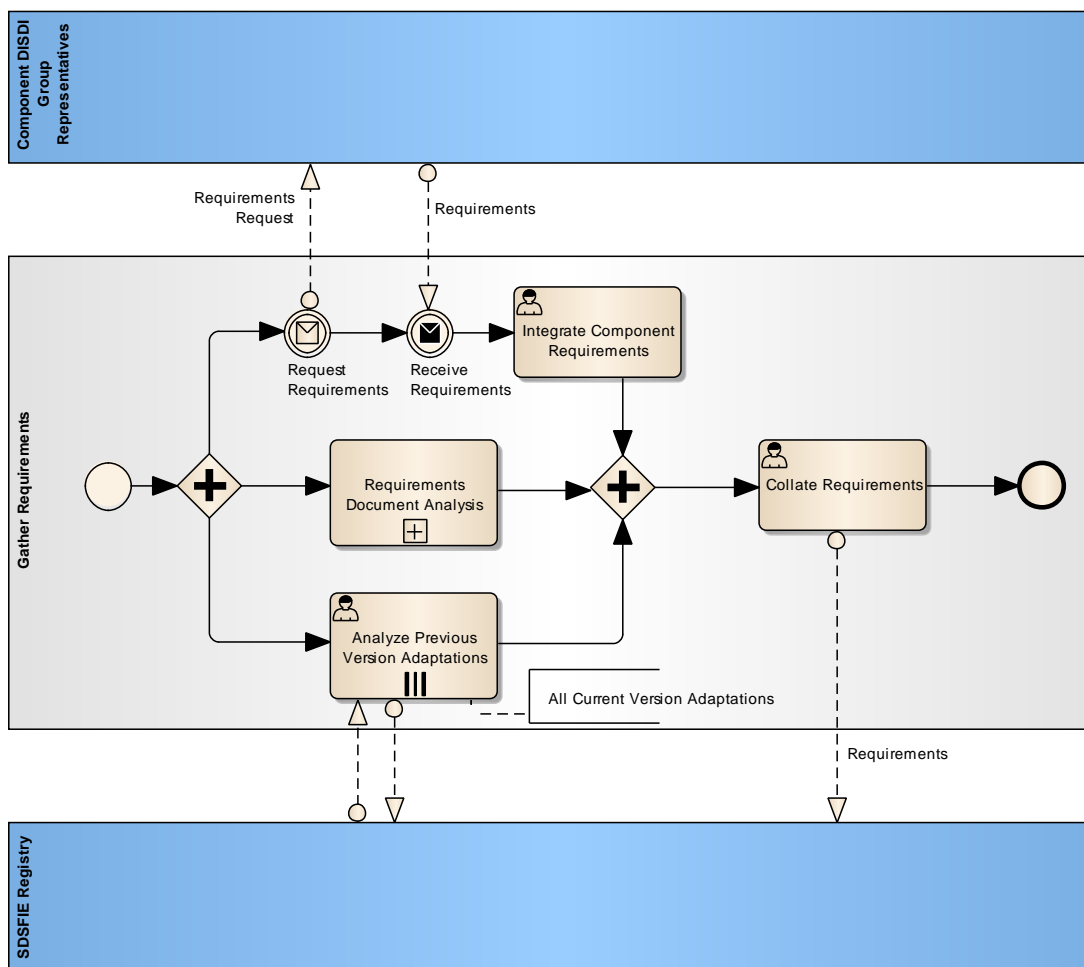 Component DISDI
Group
Representatives
Requirements
Request
Requirements
Gather Requirements
Integrate Component
Requirements
Request
Requirements
Receive
Requirements
Requirements
Document Analysis
Collate Requirements
Analyze Previous
Version Adaptations
All Current Version Adaptations
Requirements
SDSFIE Registry